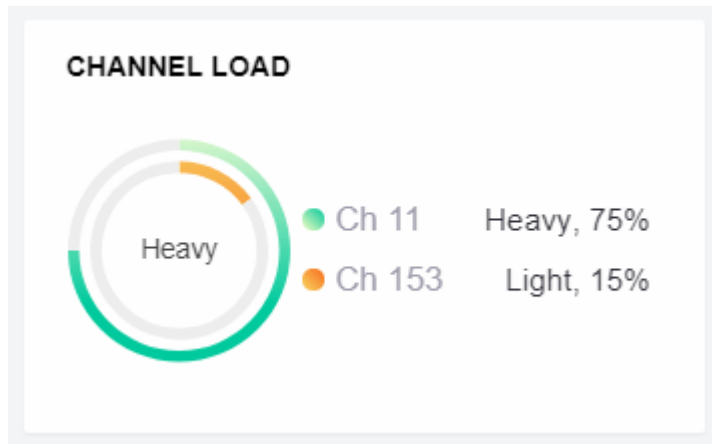 CHANNEL LOAD
Heavy
Ch 11 Heavy, 75%
Ch 153 Light, 15%